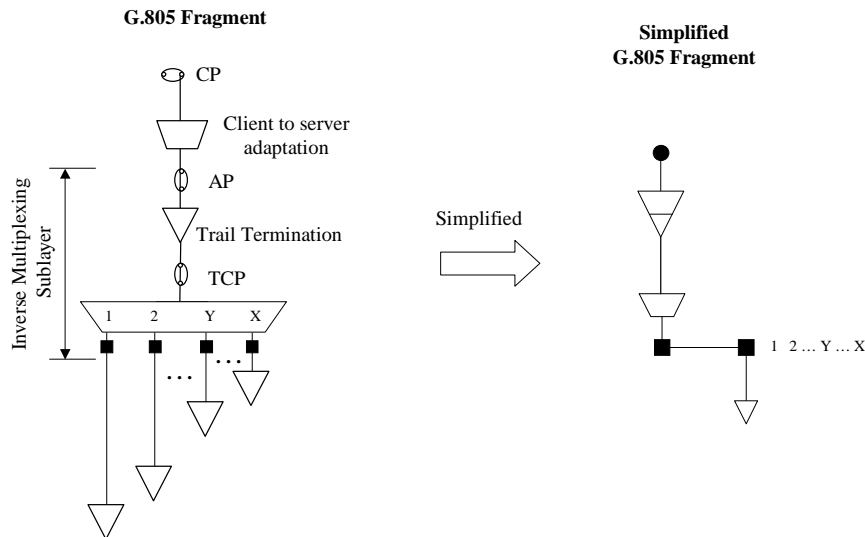 G.805 Fragment
Simplified
G.805 Fragment
CP
Client to server
adaptation
AP
Trail Termination
TCP
Inverse Multiplexing
Sublayer
1 2 Y X
...
...
Simplified
1 2 ... Y ... X